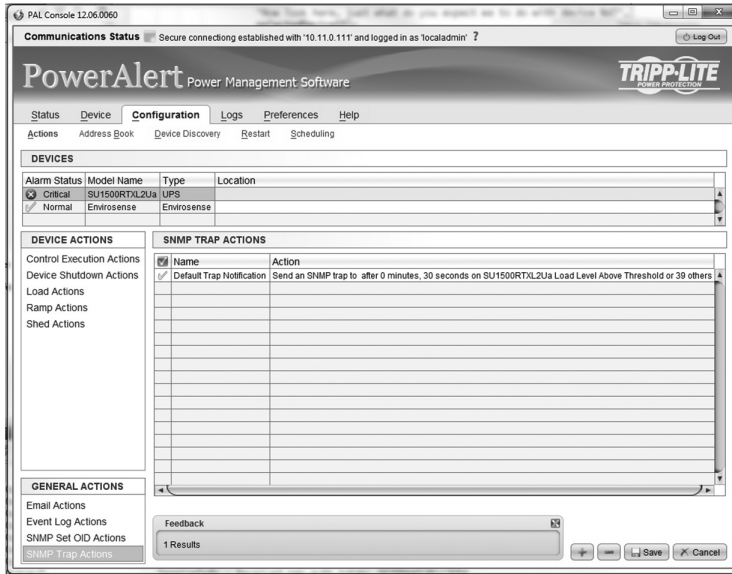 PAL Console 12.06.0060
Communications Status Secure connectiong established with '10.11.0.111' and logged in as 'localadmin' ? Log Out
PowerAlert Power Management Software
TRIPP·LITE
POWER PROTECTION
Status Device Configuration Logs Preferences Help
Actions Address Book Device Discovery Restart Scheduling
DEVICES
Alarm Status Model Name Type Location
Critical SU1500RTXL2Ua UPS
Normal Envirosense Envirosense
DEVICE ACTIONS
Control Execution Actions
Device Shutdown Actions
Load Actions
Ramp Actions
Shed Actions
SNMP TRAP ACTIONS
Name Action
Default Trap Notification Send an SNMP trap to after 0 minutes, 30 seconds on SU1500RTXL2Ua Load Level Above Threshold or 39 others
GENERAL ACTIONS
Email Actions
Event Log Actions
SNMP Set OID Actions
SNMP Trap Actions
Feedback
1 Results
Save Cancel